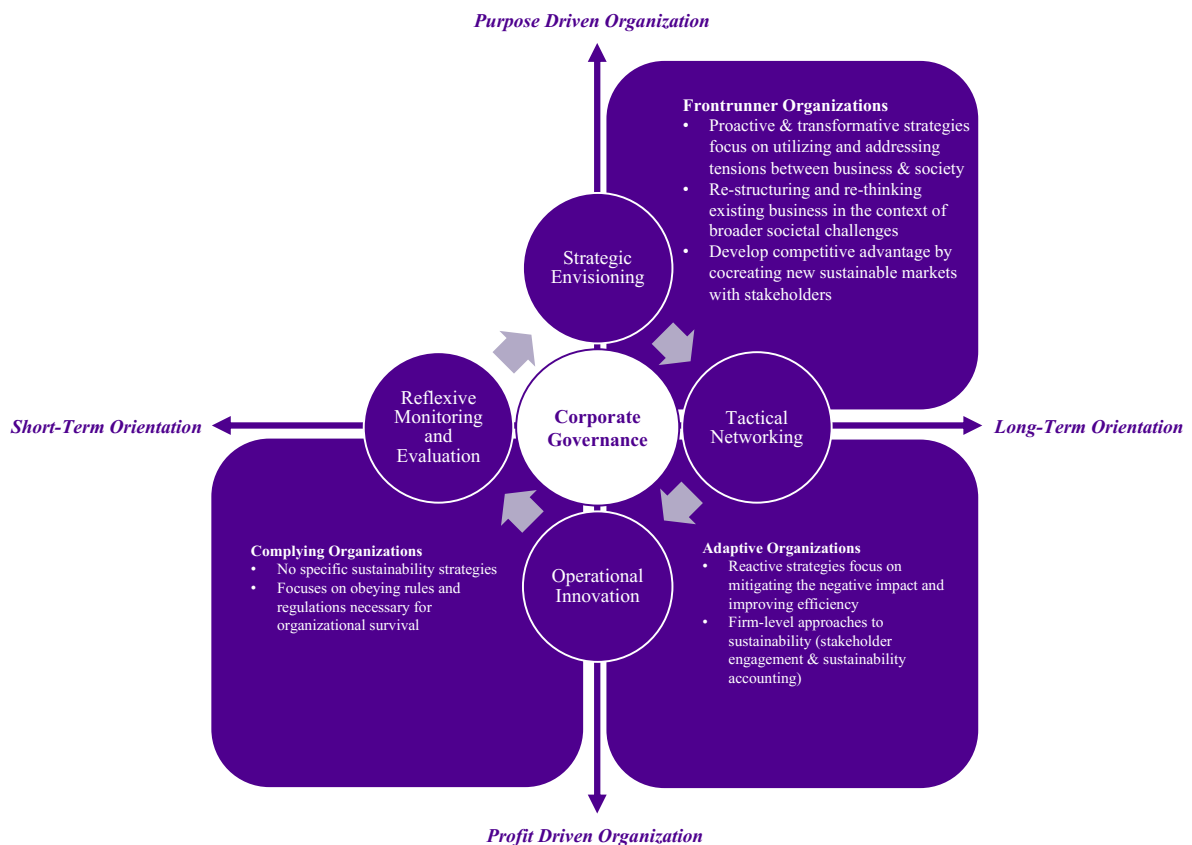 Purpose Driven Organization
Frontrunner Organizations
• Proactive & transformative strategies
focus on utilizing and addressing
tensions between business & society
• Re-structuring and re-thinking
existing business in the context of
broader societal challenges
• Develop competitive advantage by
cocreating new sustainable markets
with stakeholders
Strategic
Envisioning
Reflexive
Monitoring
and
Evaluation
Corporate
Governance
Tactical
Networking
Short-Term Orientation
Long-Term Orientation
Operational
Innovation
Complying Organizations
• No specific sustainability strategies
• Focuses on obeying rules and
regulations necessary for
organizational survival
Adaptive Organizations
• Reactive strategies focus on
mitigating the negative impact and
improving efficiency
• Firm-level approaches to
sustainability (stakeholder
engagement & sustainability
accounting)
Profit Driven Organization